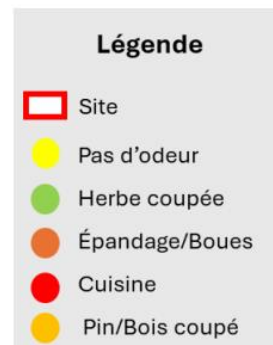 Légende
Site
Pas d'odeur
Herbe coupée
Épandage/Boues
Cuisine
Pin/Bois coupé